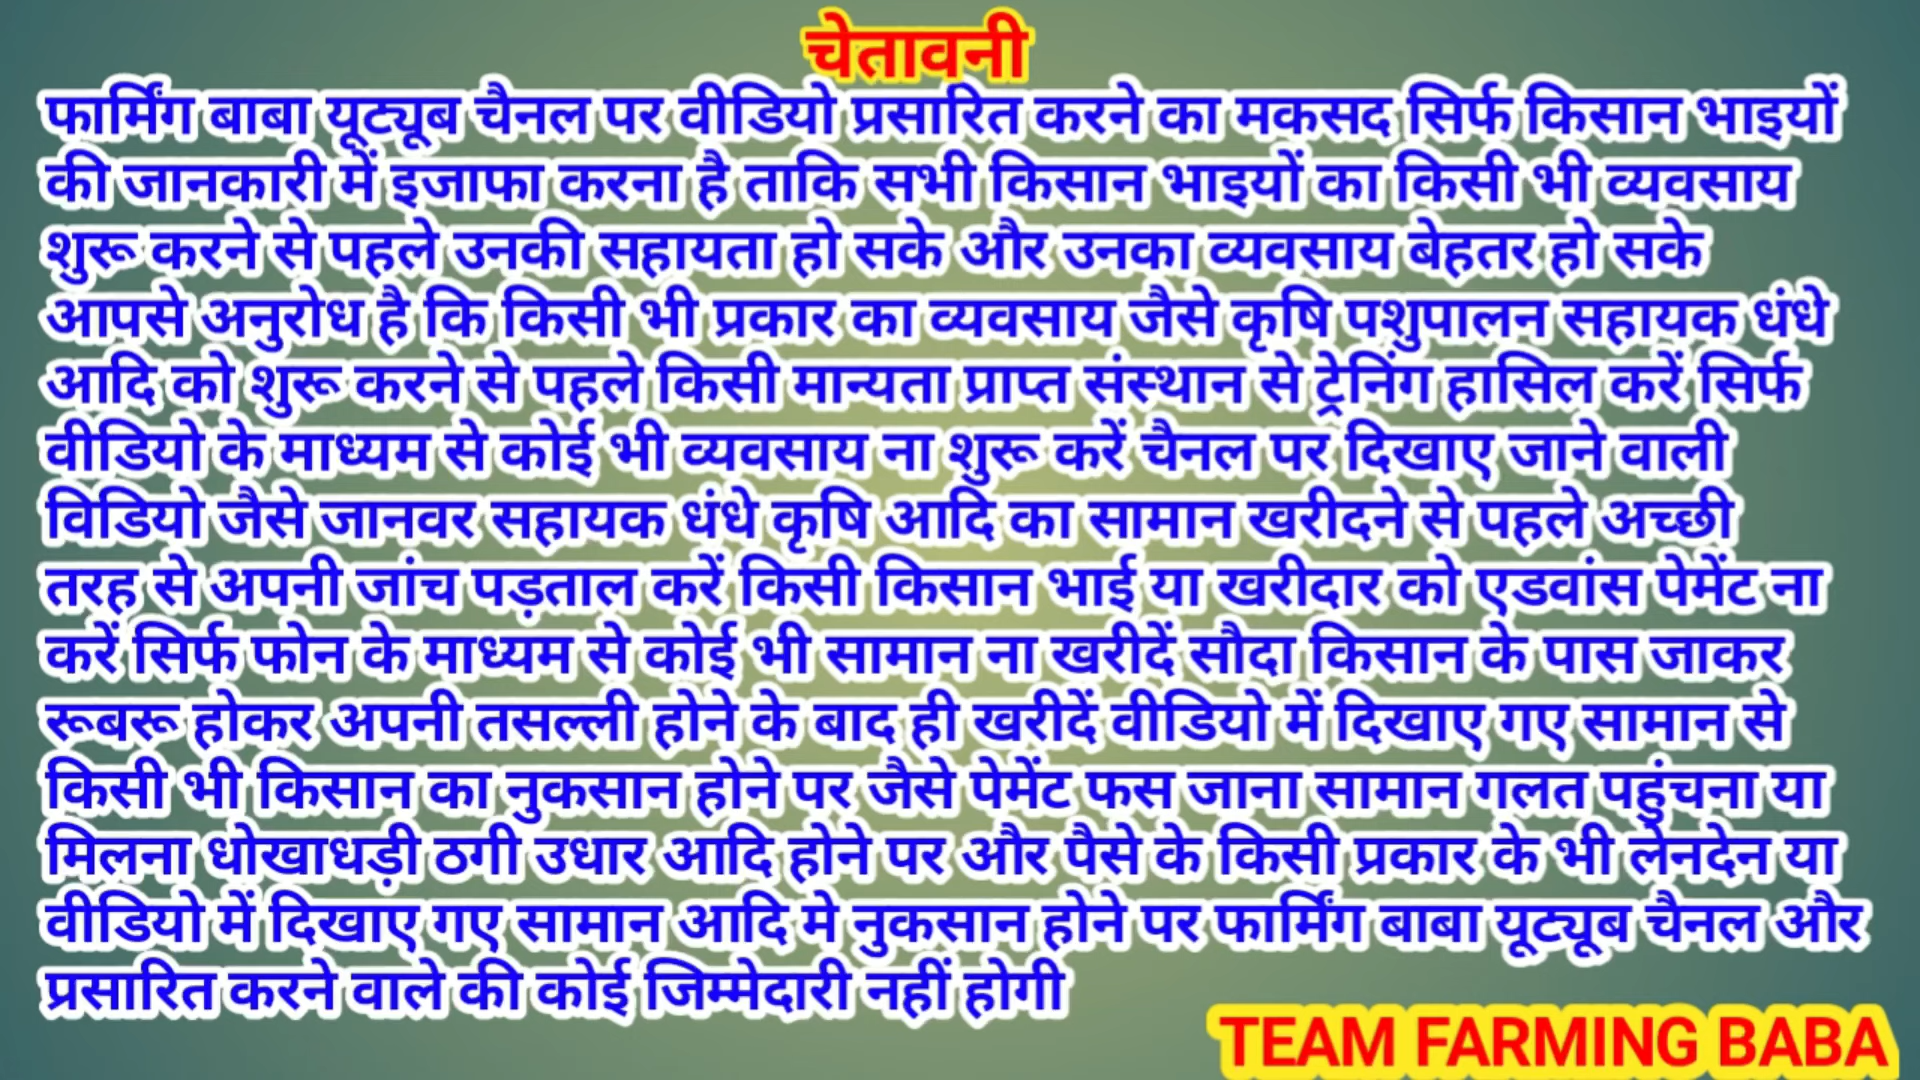 चेतावनी
फार्मिंग बाबा यूट्यूब चैनल पर वीडियो प्रसारित करने का मकसद सिर्फ किसान भाइयों
की जानकारी में इजाफा करना है ताकि सभी किसान भाइयों का किसी भी व्यवसाय
शुरू करने से पहले उनकी सहायता हो सके और उनका व्यवसाय बेहतर हो सके
आपसे अनुरोध है कि किसी भी प्रकार का व्यवसाय जैसे कृषि पशुपालन सहायक धंधे
आदि को शुरू करने से पहले किसी मान्यता प्राप्त संस्थान से ट्रेनिंग हासिल करें सिर्फ
वीडियो के माध्यम से कोई भी व्यवसाय ना शुरू करें चैनल पर दिखाए जाने वाली
विडियो जैसे जानवर सहायक धंधे कृषि आदि का सामान खरीदने से पहले अच्छी
तरह से अपनी जांच पड़ताल करें किसी किसान भाई या खरीदार को एडवांस पेमेंट ना
करें सिर्फ फोन के माध्यम से कोई भी सामान ना खरीदें सौदा किसान के पास जाकर
रूबरू होकर अपनी तसल्ली होने के बाद ही खरीदें वीडियो में दिखाए गए सामान से
किसी भी किसान का नुकसान होने पर जैसे पेमेंट फस जाना सामान गलत पहुंचना या
मिलना धोखाधड़ी ठगी उधार आदि होने पर और पैसे के किसी प्रकार के भी लेनदेन या
वीडियो में दिखाए गए सामान आदि मे नुकसान होने पर फार्मिंग बाबा यूट्यूब चैनल और
प्रसारित करने वाले की कोई जिम्मेदारी नहीं होगी
TEAM FARMING BABA